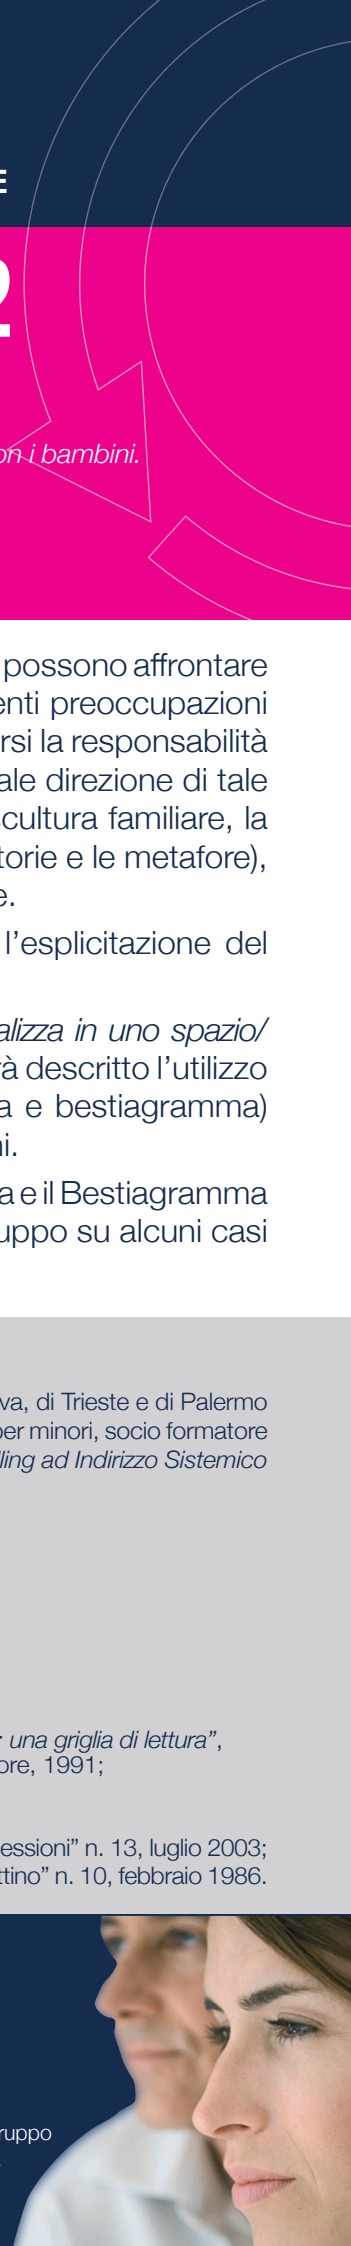 E
2
on i bambini.
possono affrontare
enti preoccupazioni
rsi la responsabilità
ale direzione di tale
cultura familiare, la
torie e le metafore),
e.
l’esplicitazione del
alizza in uno spazio/
rà descritto l’utilizzo
a e bestiagramma)
ni.
a e il Bestiagramma
uppo su alcuni casi
va, di Trieste e di Palermo
per minori, socio formatore
lling ad Indirizzo Sistemico
: una griglia di lettura”,
ore, 1991;
essioni” n. 13, luglio 2003;
ttino” n. 10, febbraio 1986.
ruppo